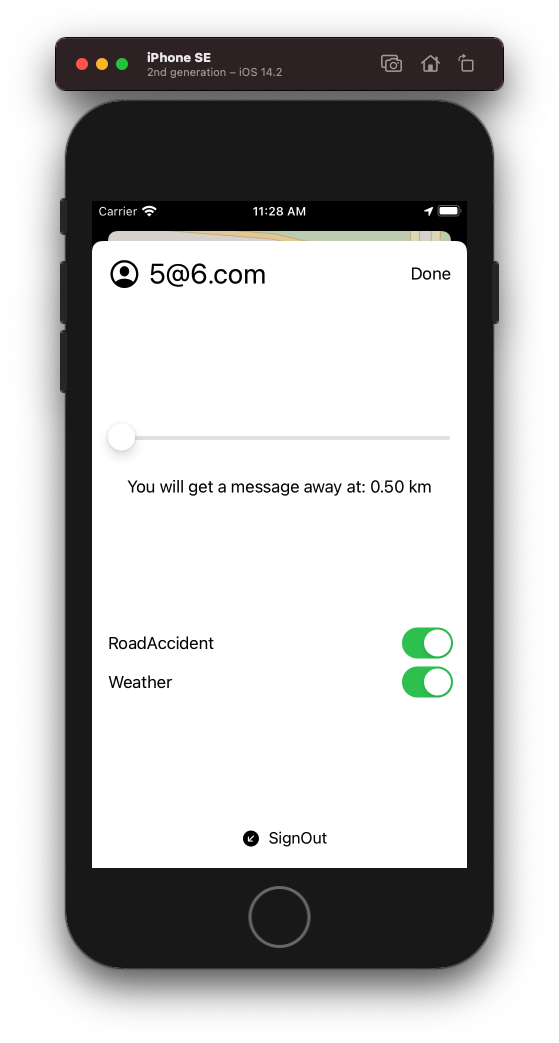 iPhone SE
2nd generation – iOS 14.2
Carrier 11:28 AM
5@6.com Done
You will get a message away at: 0.50 km
RoadAccident
Weather
SignOut